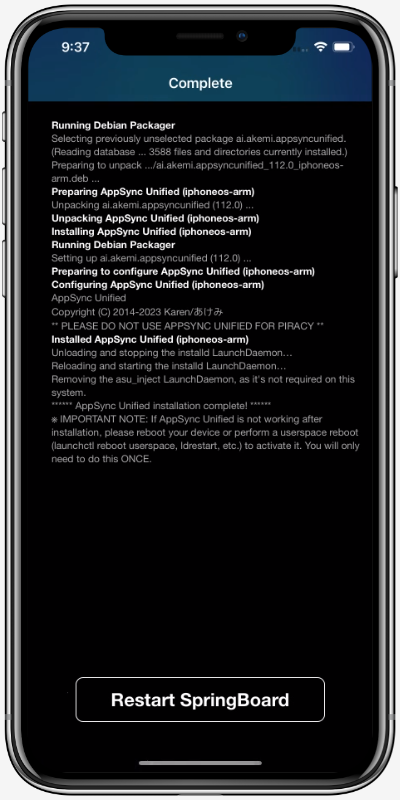 9:37
Complete
Running Debian Packager
Selecting previously unselected package ai.akemi.appsyncunified.
(Reading database ... 3588 files and directories currently installed.)
Preparing to unpack .../ai.akemi.appsyncunified_112.0_iphoneos-
arm.deb ...
Preparing AppSync Unified (iphoneos-arm)
Unpacking ai.akemi.appsyncunified (112.0) ...
Unpacking AppSync Unified (iphoneos-arm)
Installing AppSync Unified (iphoneos-arm)
Running Debian Packager
Setting up ai.akemi.appsyncunified (112.0) ...
Preparing to configure AppSync Unified (iphoneos-arm)
Configuring AppSync Unified (iphoneos-arm)
AppSync Unified
Copyright (C) 2014-2023 Karen/あけみ
** PLEASE DO NOT USE APPSYNC UNIFIED FOR PIRACY **
Installed AppSync Unified (iphoneos-arm)
Unloading and stopping the installd LaunchDaemon…
Reloading and starting the installd LaunchDaemon…
Removing the asu_inject LaunchDaemon, as it's not required on this
system.
****** AppSync Unified installation complete! ******
※ IMPORTANT NOTE: If AppSync Unified is not working after
installation, please reboot your device or perform a userspace reboot
(launchctl reboot userspace, ldrestart, etc.) to activate it. You will only
need to do this ONCE.
Restart SpringBoard